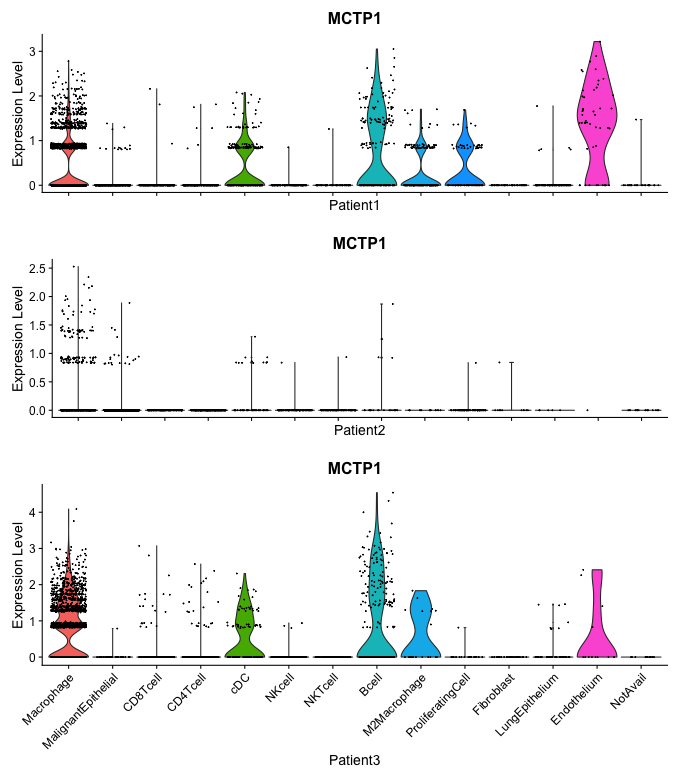 MCTP1
Expression Level
3
2
1
0
Patient1
MCTP1
Expression Level
2.5
2.0
1.5
1.0
0.5
0.0
Patient2
MCTP1
Expression Level
4
3
2
1
0
Macrophage
MalignantEpithelial
CD8Tcell
CD4Tcell
cDC
NKcell
NKTcell
Bcell
M2Macrophage
ProliferatingCell
Fibroblast
LungEpithelium
Endothelium
NotAvail
Patient3